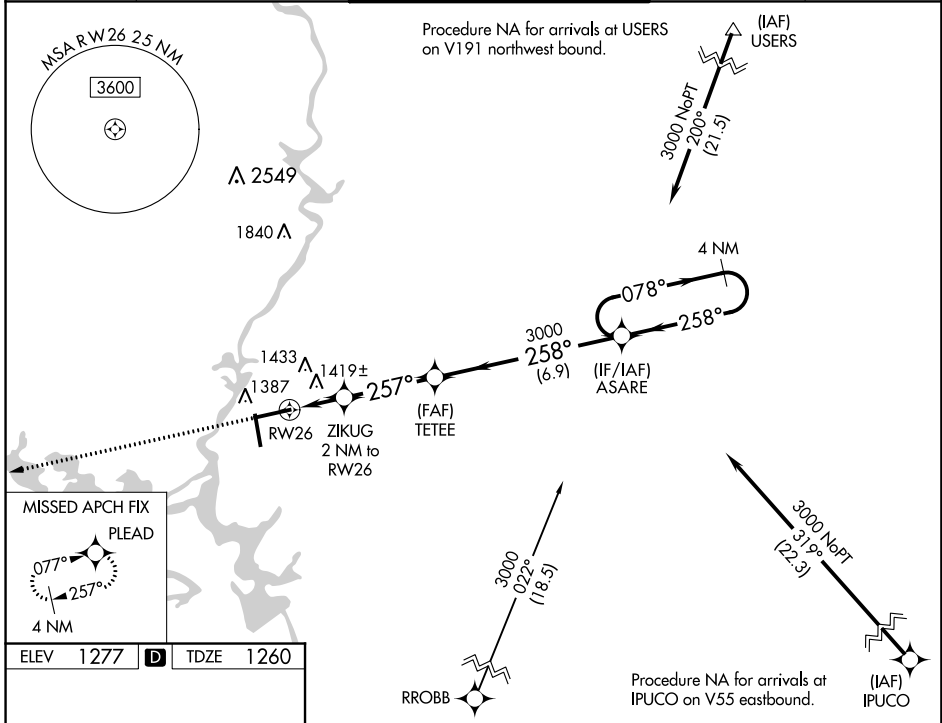 MSA RW26 25 NM
3600
Procedure NA for arrivals at USERS
on V191 northwest bound.
(IAF)
USERS
3000 NoPT
200°
(21.5)
2549
1840
4 NM
078°
258°
3000
258°
(6.9)
(IF/IAF)
ASARE
1433
1419±
1387
257°
(FAF)
TETEE
RW26
ZIKUG
2 NM to
RW26
MISSED APCH FIX
PLEAD
077°
257°
4 NM
3000
022°
(18.5)
3000 NoPT
319°
(22.3)
ELEV 1277 D TDZE 1260
RROBB
Procedure NA for arrivals at
IPUCO on V55 eastbound.
(IAF)
IPUCO